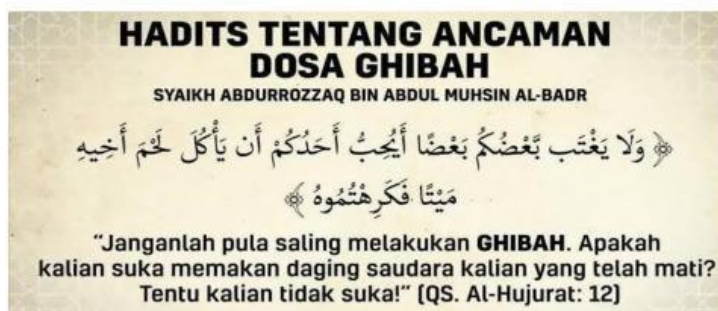 HADITS TENTANG ANCAMAN
DOSA GHIBAH
SYAIKH ABDURROZZAQ BIN ABDUL MUHSIN AL-BADR
﴿ وَلَا يَغْتَب بَّعْضُكُم بَعْضًا أَيُحِبُّ أَحَدُكُمْ أَن يَأْكُلَ لَحْمَ أَخِيهِ
مَيْتًا فَكَرِهْتُمُوهُ ﴾
“Janganlah pula saling melakukan GHIBAH. Apakah
kalian suka memakan daging saudara kalian yang telah mati?
Tentu kalian tidak suka!” (QS. Al-Hujurat: 12)